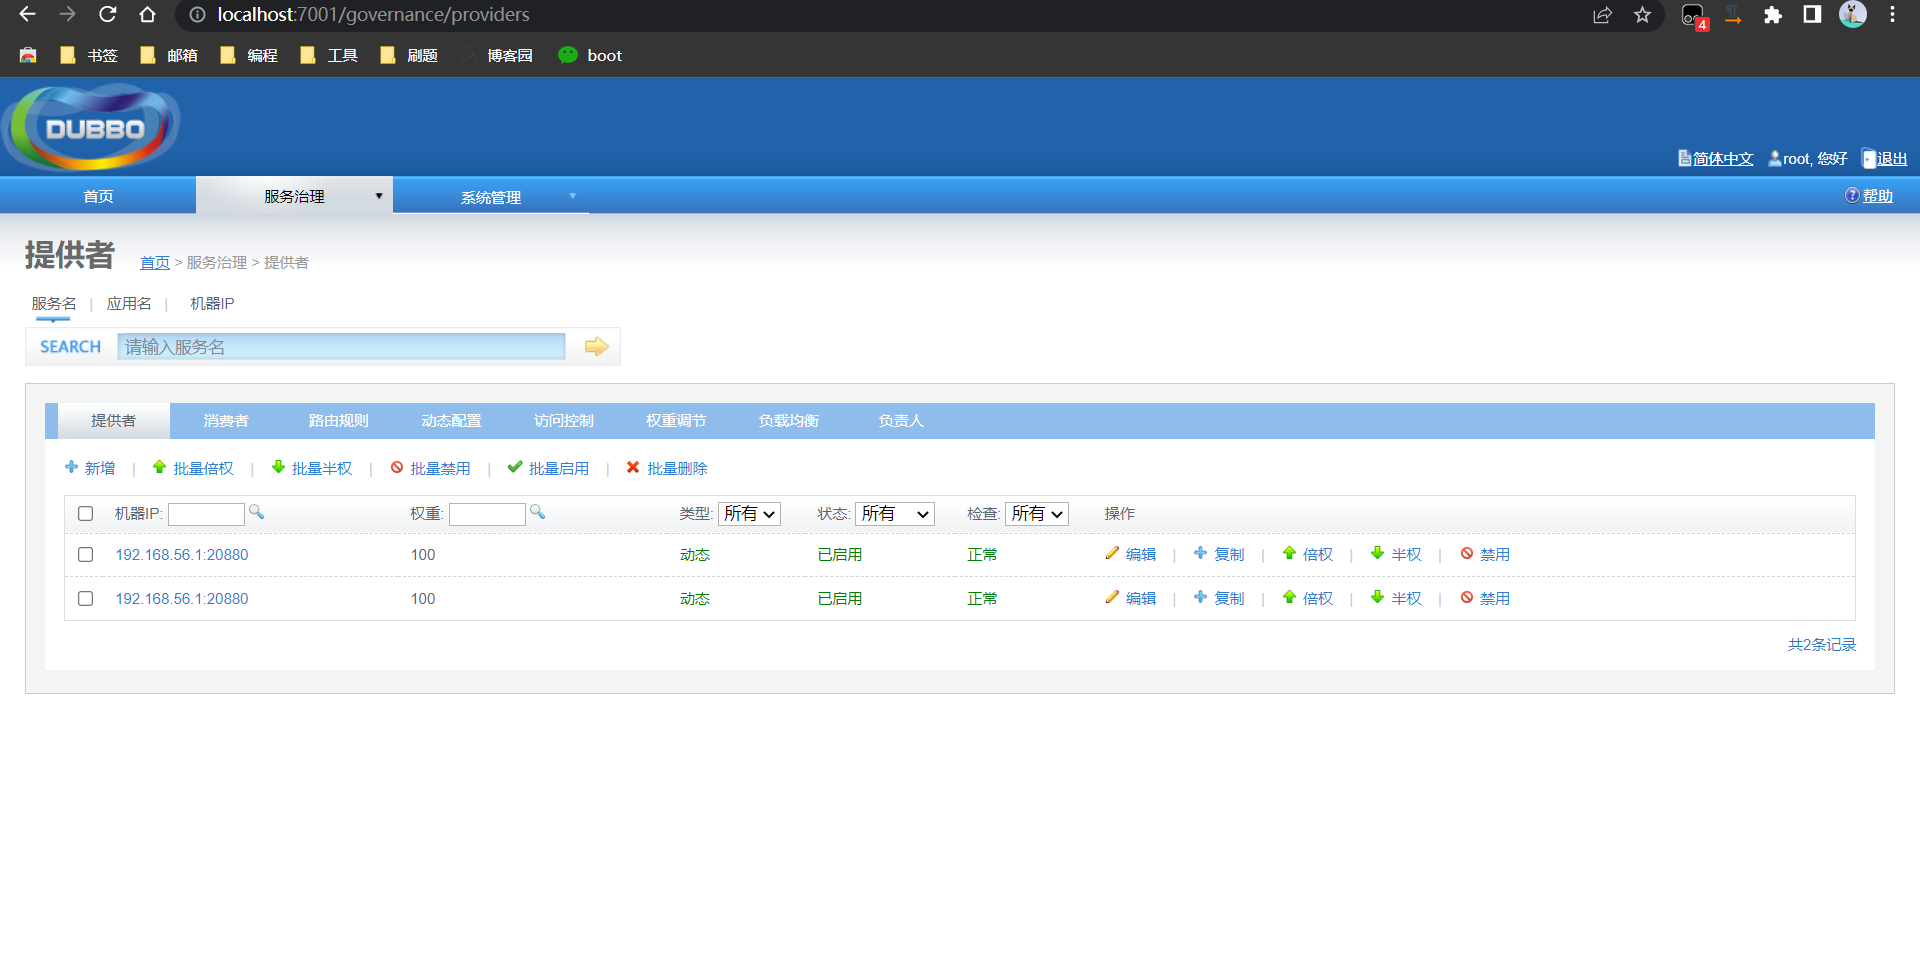 localhost:7001/governance/providers
4
书签 邮箱 编程 工具 刷题 博客园 boot
DUBBO
简体中文 root, 您好 退出
首页 服务治理 系统管理 帮助
提供者 首页 > 服务治理 > 提供者
服务名 | 应用名 | 机器IP
SEARCH 请输入服务名
提供者 消费者 路由规则 动态配置 访问控制 权重调节 负载均衡 负责人
新增 | 批量倍权 | 批量半权 | 批量禁用 | 批量启用 | 批量删除
机器IP: 权重: 类型: 所有 状态: 所有 检查: 所有 操作
192.168.56.1:20880 100 动态 已启用 正常 编辑 | 复制 | 倍权 | 半权 | 禁用
192.168.56.1:20880 100 动态 已启用 正常 编辑 | 复制 | 倍权 | 半权 | 禁用
共2条记录